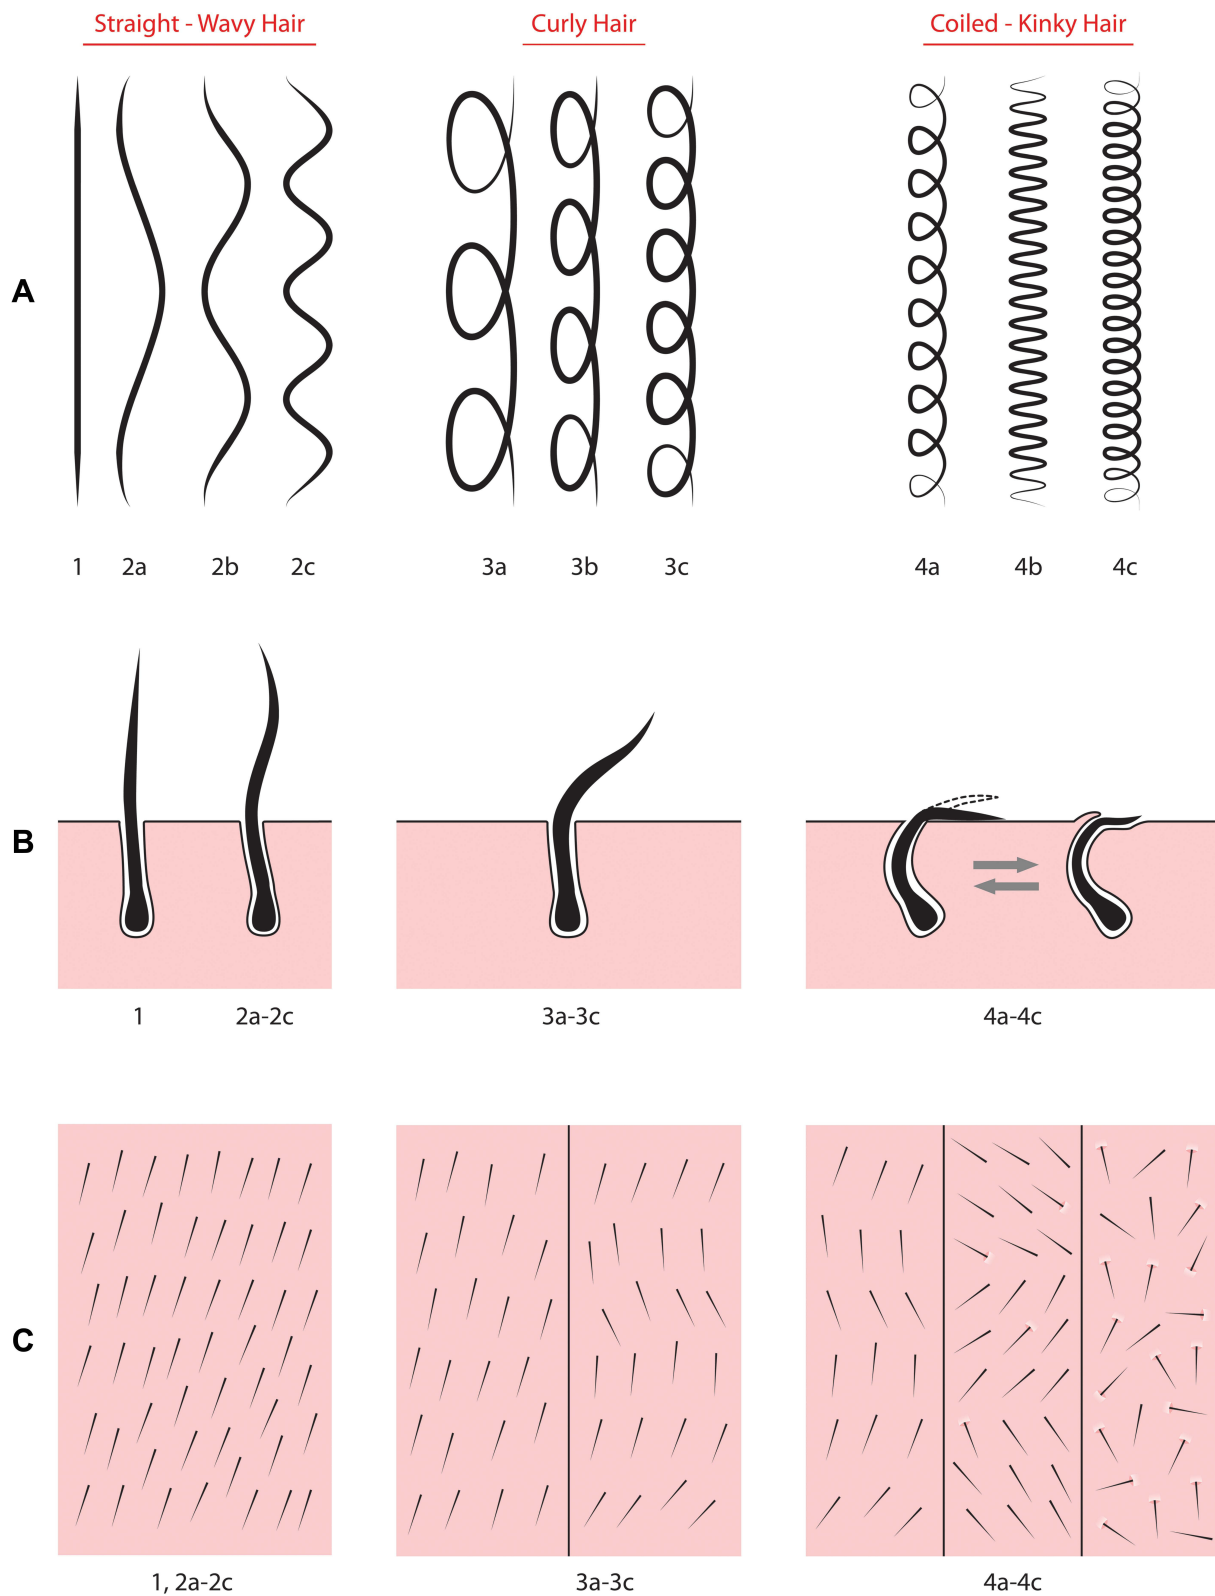 Straight - Wavy Hair
Curly Hair
Coiled - Kinky Hair
A
1 2a 2b 2c 3a 3b 3c 4a 4b 4c
B
1 2a-2c 3a-3c 4a-4c
C
1, 2a-2c 3a-3c 4a-4c